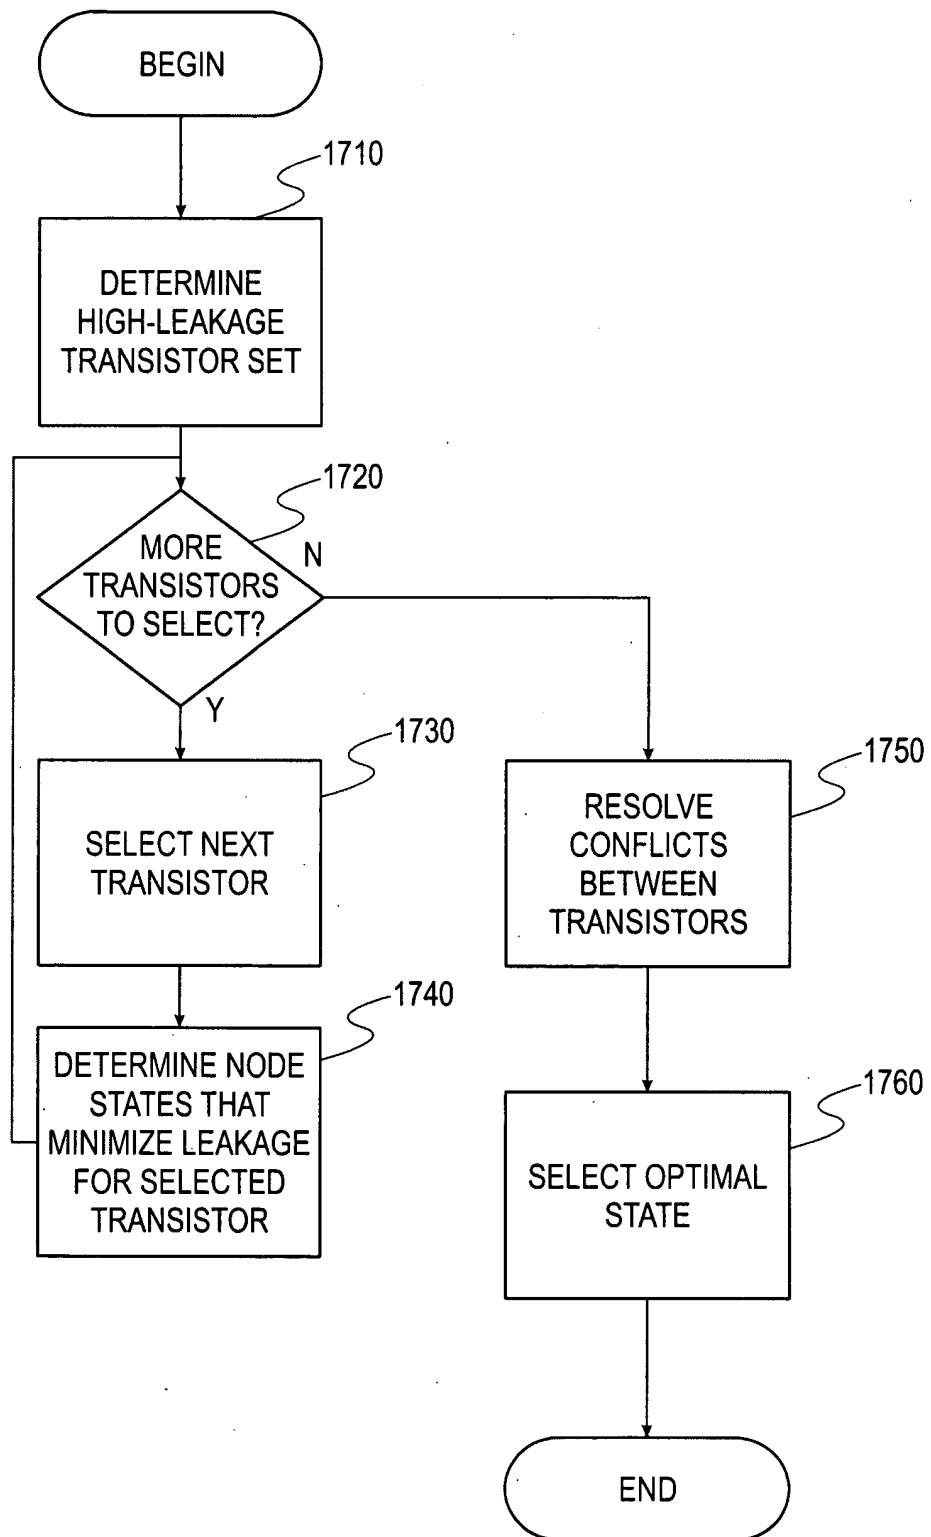 BEGIN
1710
DETERMINE
HIGH-LEAKAGE
TRANSISTOR SET
1720
MORE
TRANSISTORS
TO SELECT?
N
Y
1730
SELECT NEXT
TRANSISTOR
1740
DETERMINE NODE
STATES THAT
MINIMIZE LEAKAGE
FOR SELECTED
TRANSISTOR
1750
RESOLVE
CONFLICTS
BETWEEN
TRANSISTORS
1760
SELECT OPTIMAL
STATE
END